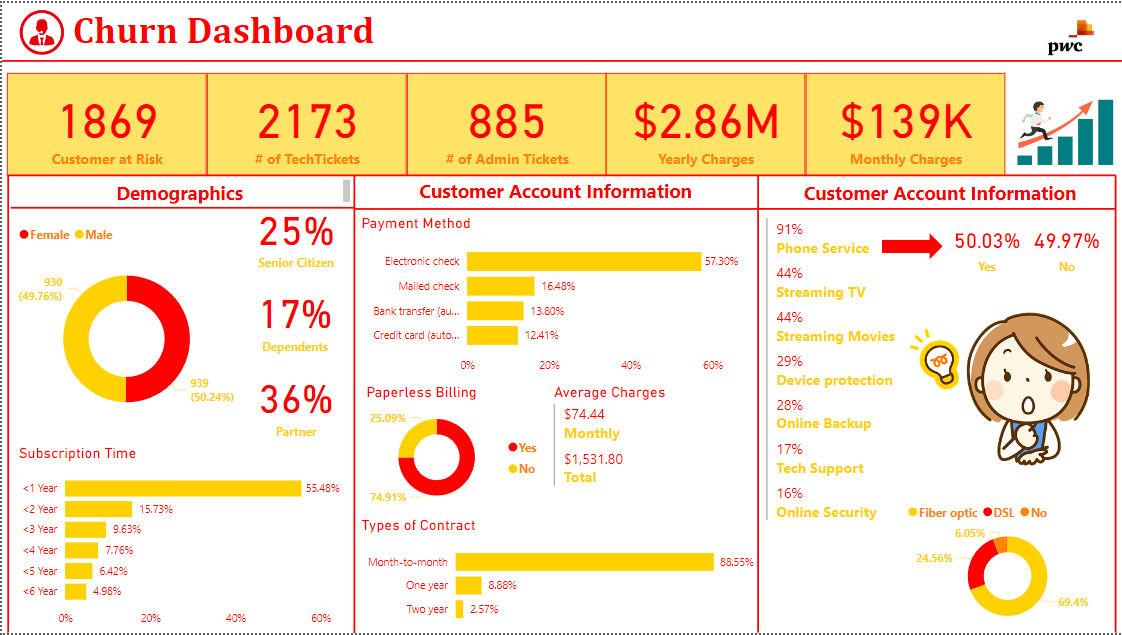 Churn Dashboard
pwc
1869
Customer at Risk
2173
# of TechTickets
885
# of Admin Tickets
$2.86M
Yearly Charges
$139K
Monthly Charges
Demographics
Female Male
930
(49.76%)
939
(50.24%)
25%
Senior Citizen
17%
Dependents
36%
Partner
Subscription Time
<1 Year 55.48%
<2 Year 15.73%
<3 Year 9.63%
<4 Year 7.76%
<5 Year 6.42%
<6 Year 4.98%
0% 20% 40% 60%
Customer Account Information
Payment Method
Electronic check 57.30%
Mailed check 16.48%
Bank transfer (au... 13.80%
Credit card (auto... 12.41%
0% 20% 40% 60%
Paperless Billing
25.09%
74.91%
Yes
No
Average Charges
$74.44
Monthly
$1,531.80
Total
Types of Contract
Month-to-month 88.55%
One year 8.88%
Two year 2.57%
Customer Account Information
91%
Phone Service
50.03% 49.97%
Yes No
44%
Streaming TV
44%
Streaming Movies
29%
Device protection
28%
Online Backup
17%
Tech Support
16%
Online Security
Fiber optic DSL No
6.05%
24.56%
69.4%